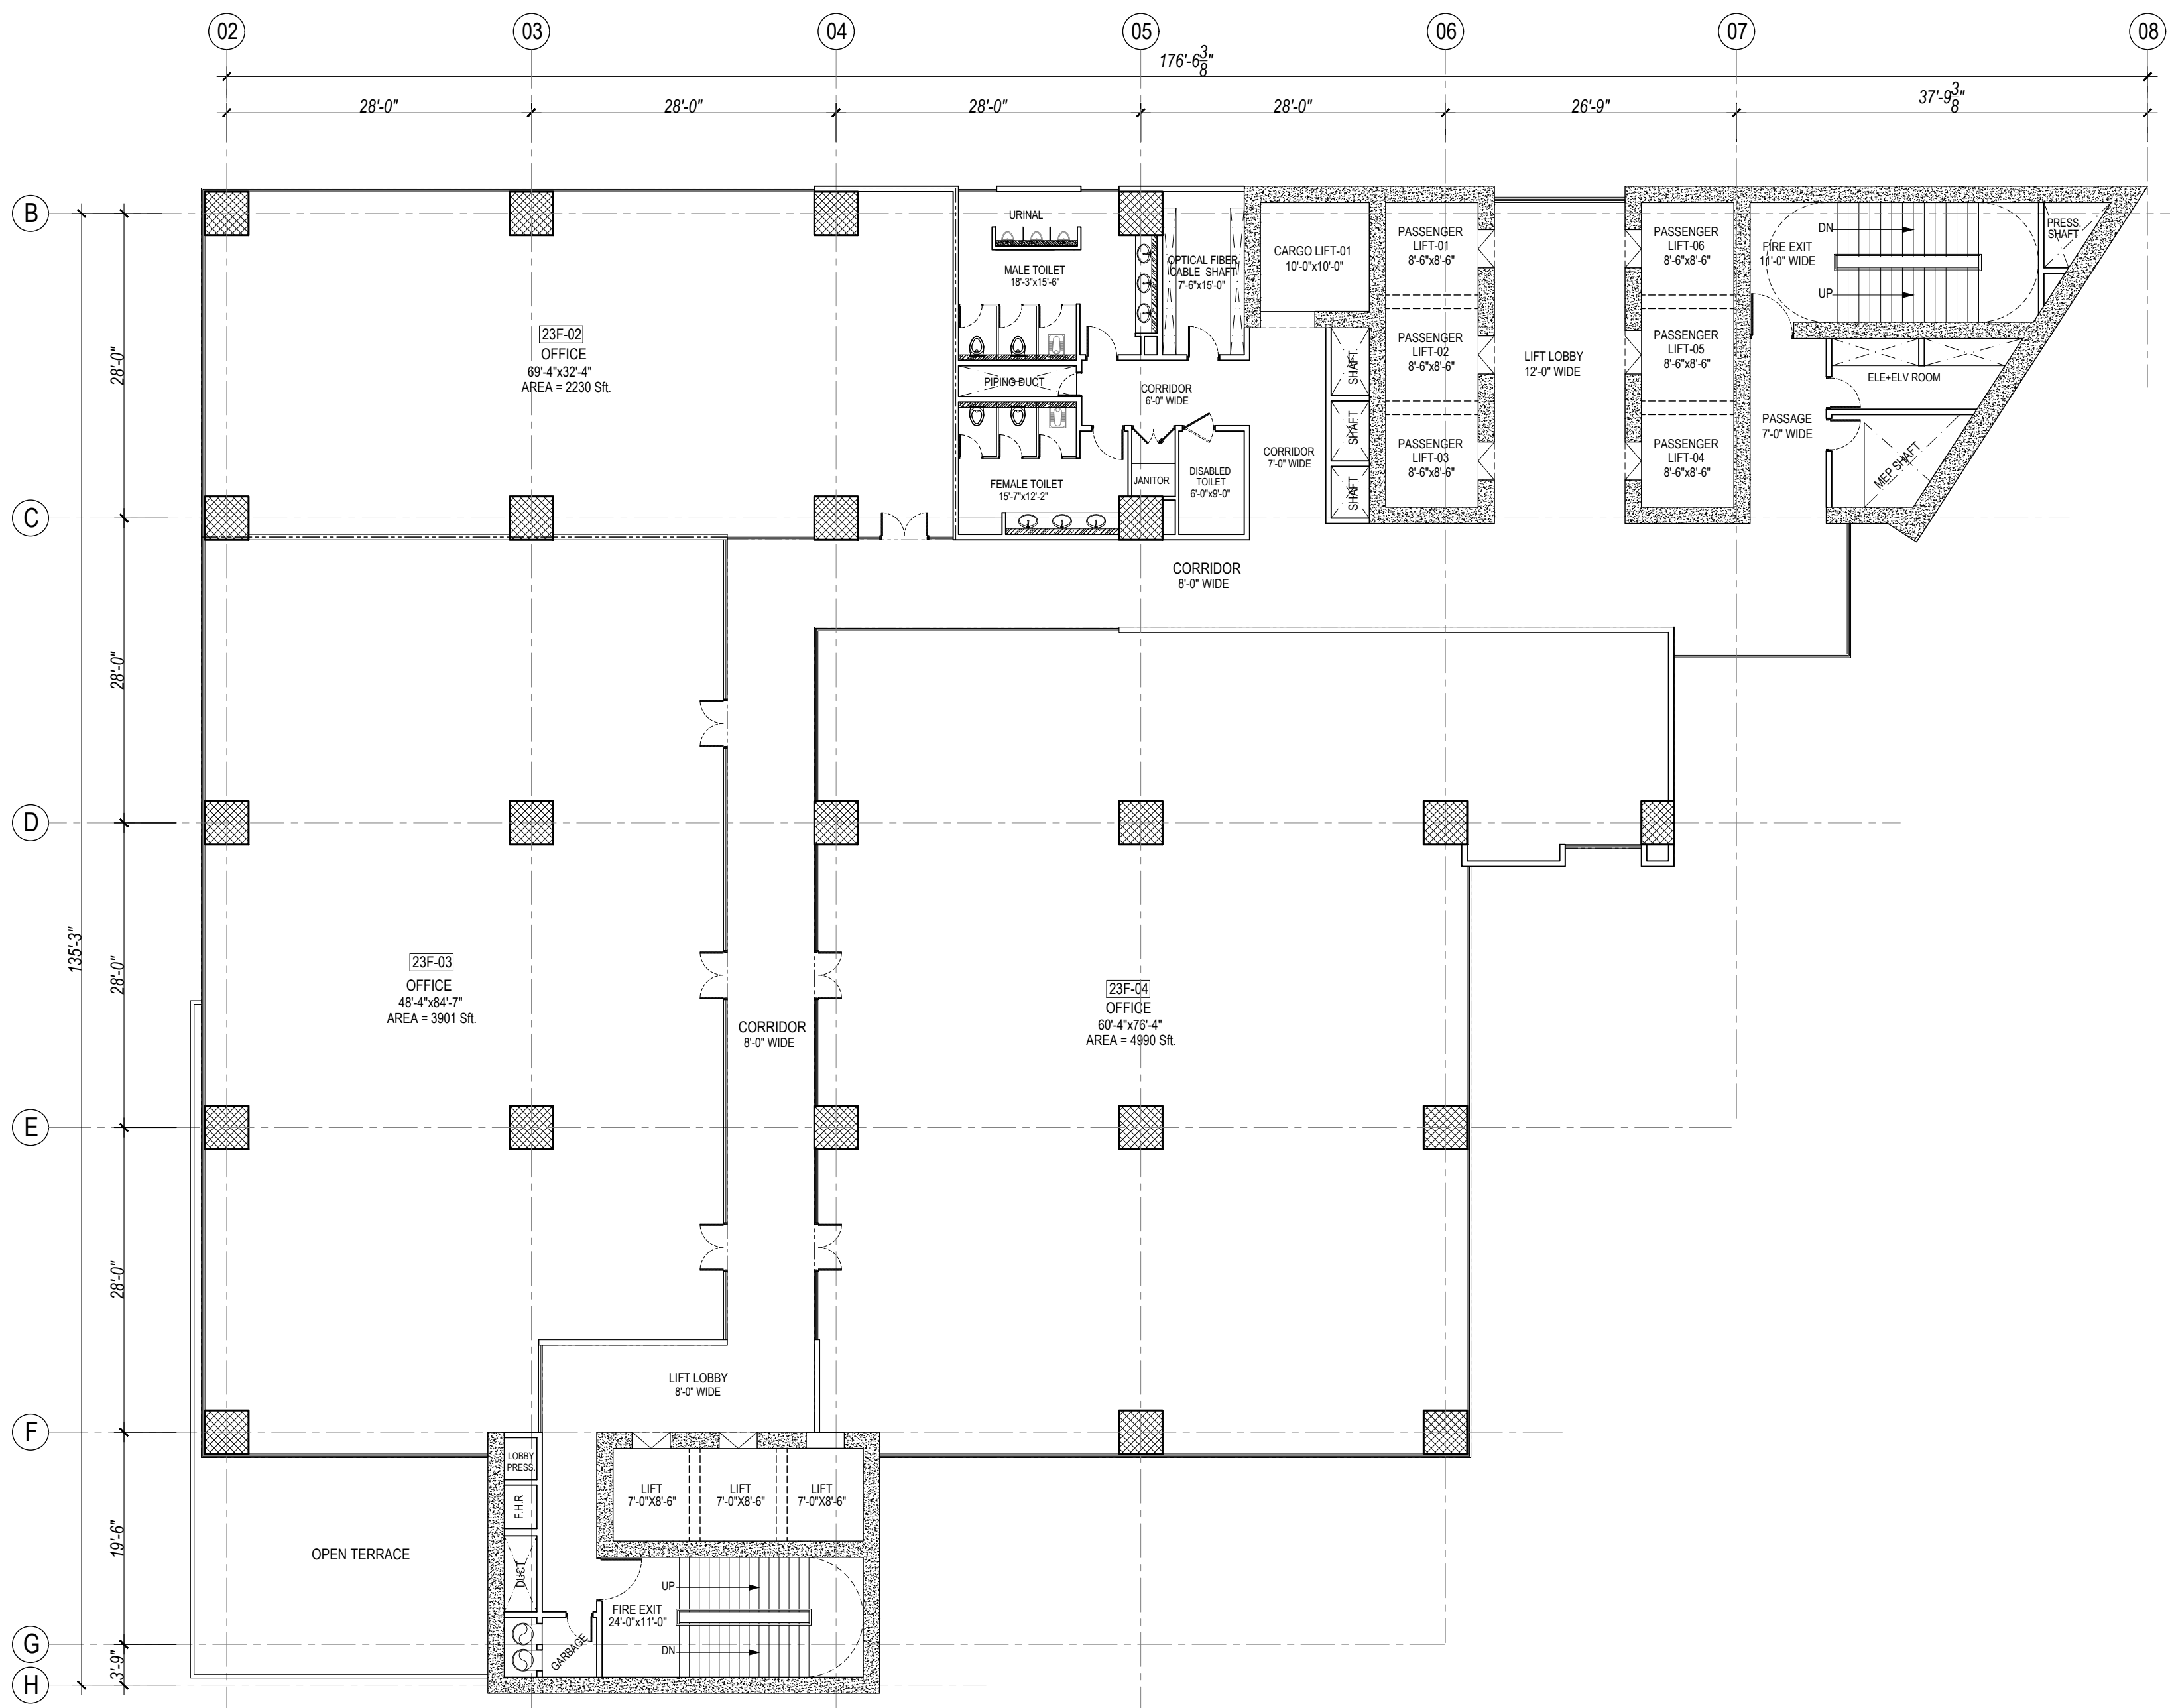 02
03
04
05
06
07
08
176'-6 3/8"
28'-0"
28'-0"
28'-0"
28'-0"
26'-9"
37'-9 3/8"
B
C
D
E
F
G
H
28'-0"
28'-0"
28'-0"
28'-0"
19'-6"
3'-9"
135'-3"
23F-02
OFFICE
69'-4"x32'-4"
AREA = 2230 Sft.
URINAL
MALE TOILET
18'-3"x15'-6"
PIPING DUCT
FEMALE TOILET
15'-7"x12'-2"
OPTICAL FIBER
CABLE SHAFT
7'-6"x15'-0"
CORRIDOR
6'-0" WIDE
JANITOR
DISABLED
TOILET
6'-0"x9'-0"
CARGO LIFT-01
10'-0"x10'-0"
CORRIDOR
7'-0" WIDE
SHAFT
SHAFT
SHAFT
PASSENGER
LIFT-01
8'-6"x8'-6"
PASSENGER
LIFT-02
8'-6"x8'-6"
PASSENGER
LIFT-03
8'-6"x8'-6"
LIFT LOBBY
12'-0" WIDE
PASSENGER
LIFT-06
8'-6"x8'-6"
PASSENGER
LIFT-05
8'-6"x8'-6"
PASSENGER
LIFT-04
8'-6"x8'-6"
DN
FIRE EXIT
11'-0" WIDE
UP
PRESS.
SHAFT
ELE+ELV ROOM
PASSAGE
7'-0" WIDE
MEP SHAFT
CORRIDOR
8'-0" WIDE
23F-03
OFFICE
48'-4"x84'-7"
AREA = 3901 Sft.
CORRIDOR
8'-0" WIDE
23F-04
OFFICE
60'-4"x76'-4"
AREA = 4990 Sft.
LIFT LOBBY
8'-0" WIDE
LOBBY
PRESS.
F.H.R
DUCT
LIFT
7'-0"X8'-6"
LIFT
7'-0"X8'-6"
LIFT
7'-0"X8'-6"
OPEN TERRACE
UP
FIRE EXIT
24'-0"x11'-0"
DN
GARBAGE